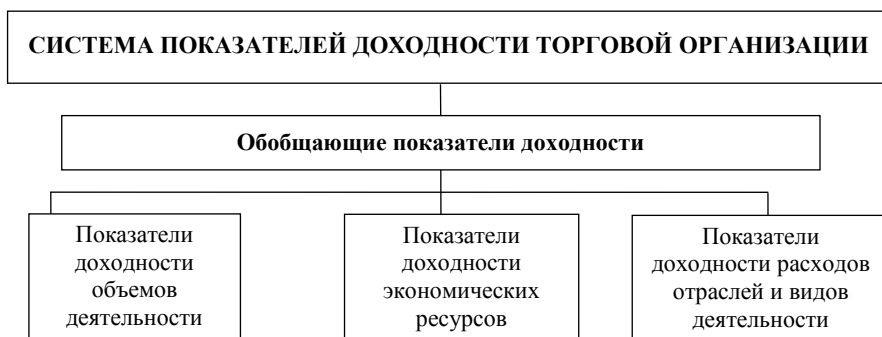 СИСТЕМА ПОКАЗАТЕЛЕЙ ДОХОДНОСТИ ТОРГОВОЙ ОРГАНИЗАЦИИ
Обобщающие показатели доходности
Показатели
доходности
объемов
деятельности
Показатели
доходности
экономических
ресурсов
Показатели
доходности расходов
отраслей и видов
деятельности